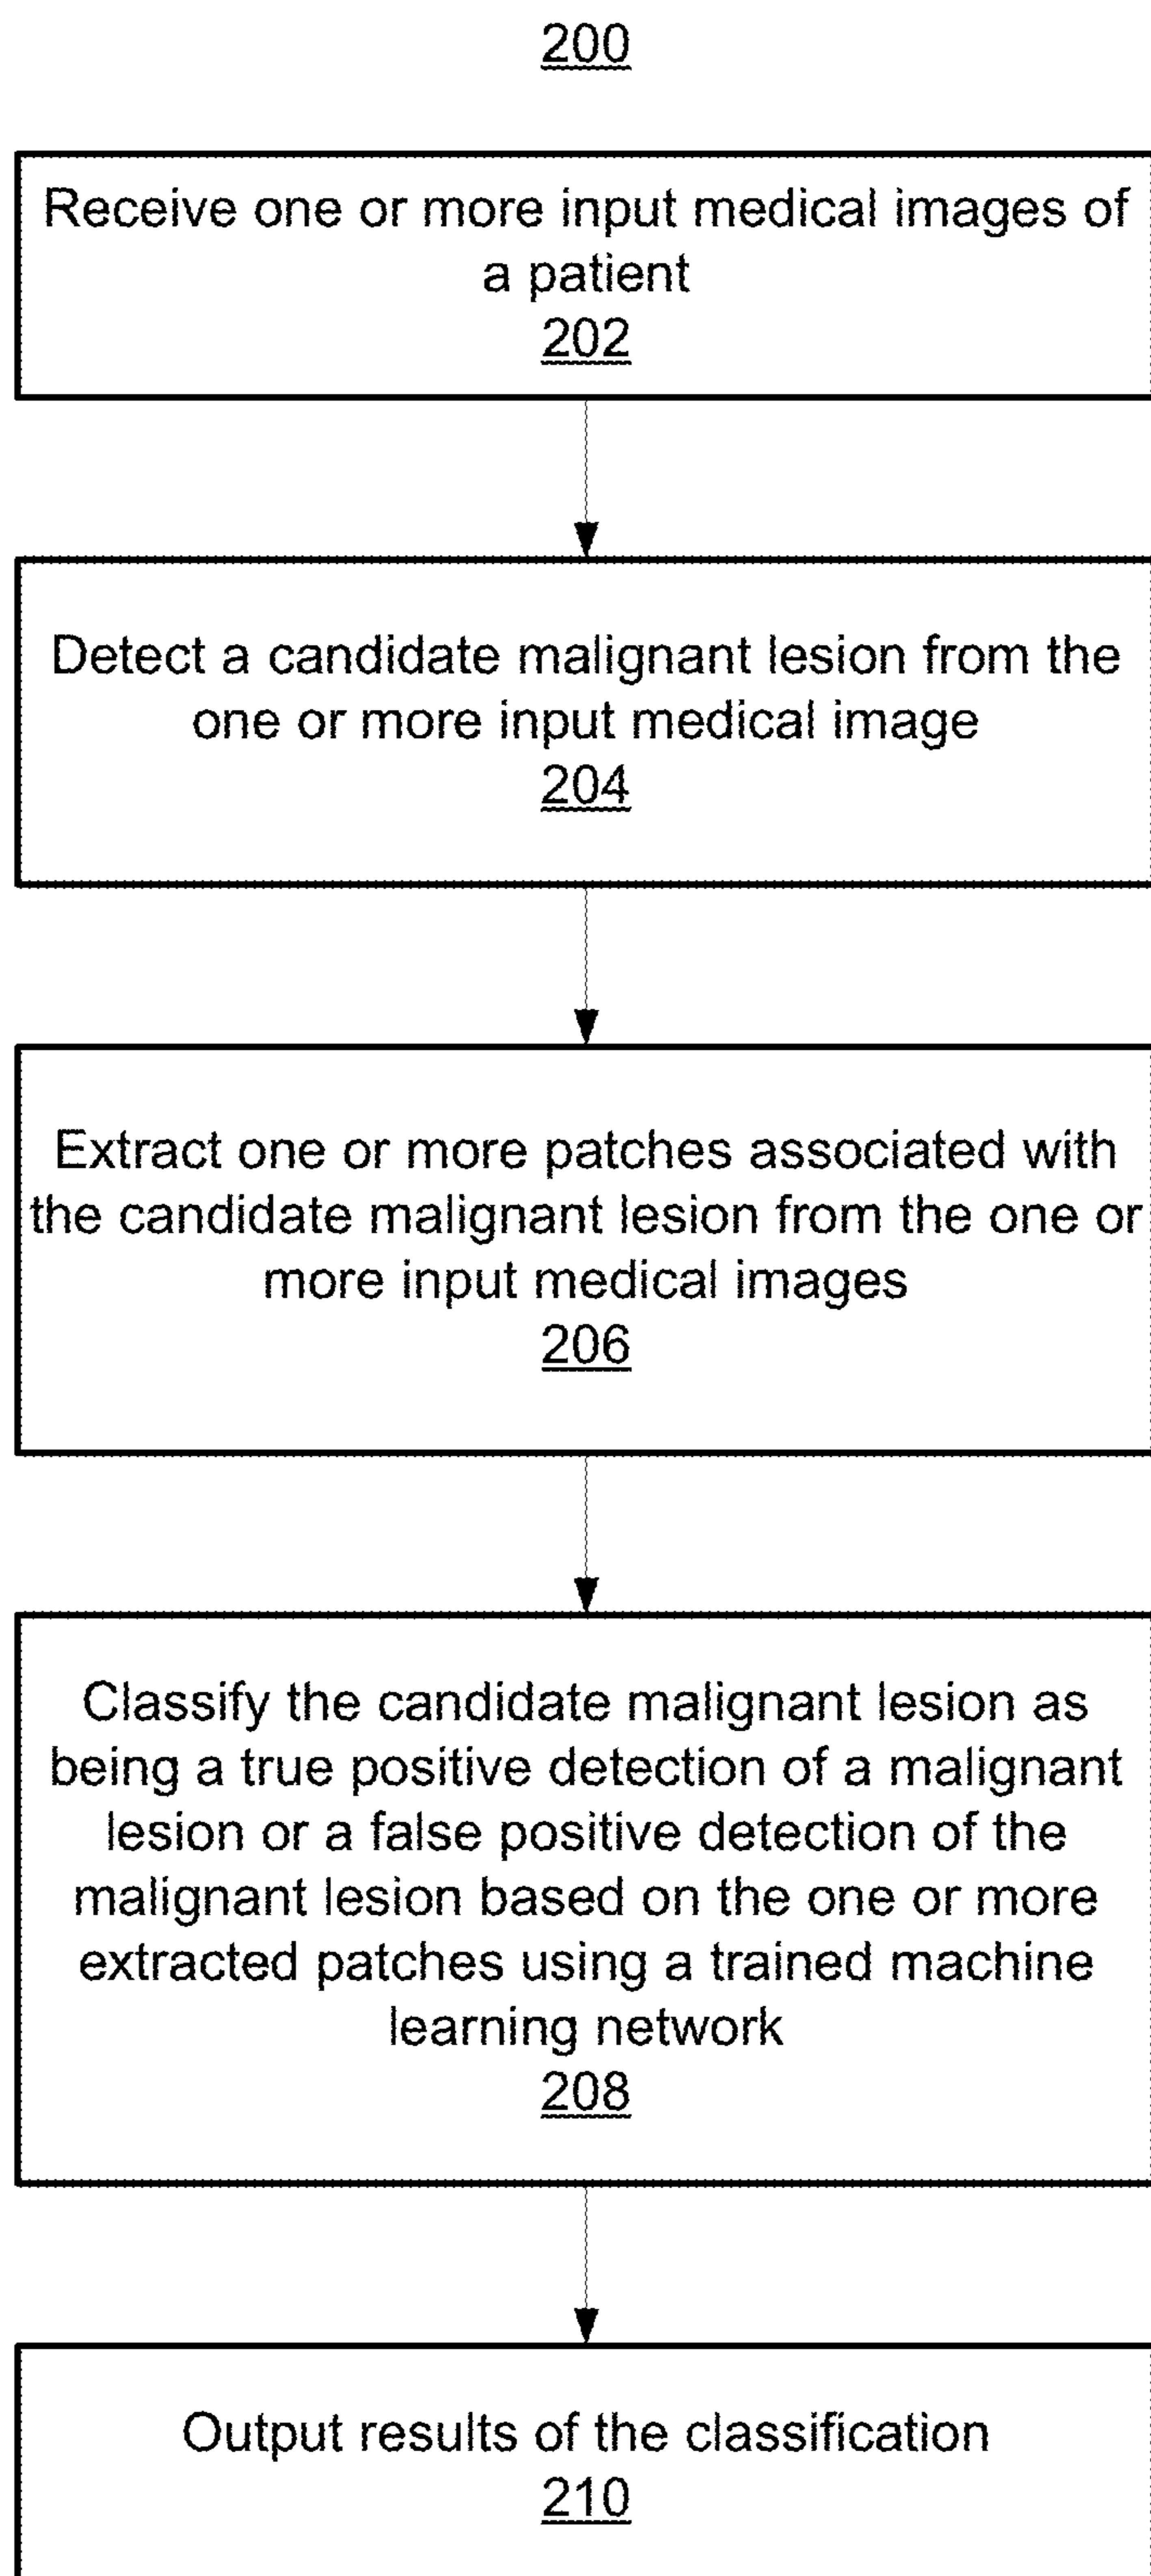 200
Receive one or more input medical images of
a patient
202
Detect a candidate malignant lesion from the
one or more input medical image
204
Extract one or more patches associated with
the candidate malignant lesion from the one or
more input medical images
206
Classify the candidate malignant lesion as
being a true positive detection of a malignant
lesion or a false positive detection of the
malignant lesion based on the one or more
extracted patches using a trained machine
learning network
208
Output results of the classification
210